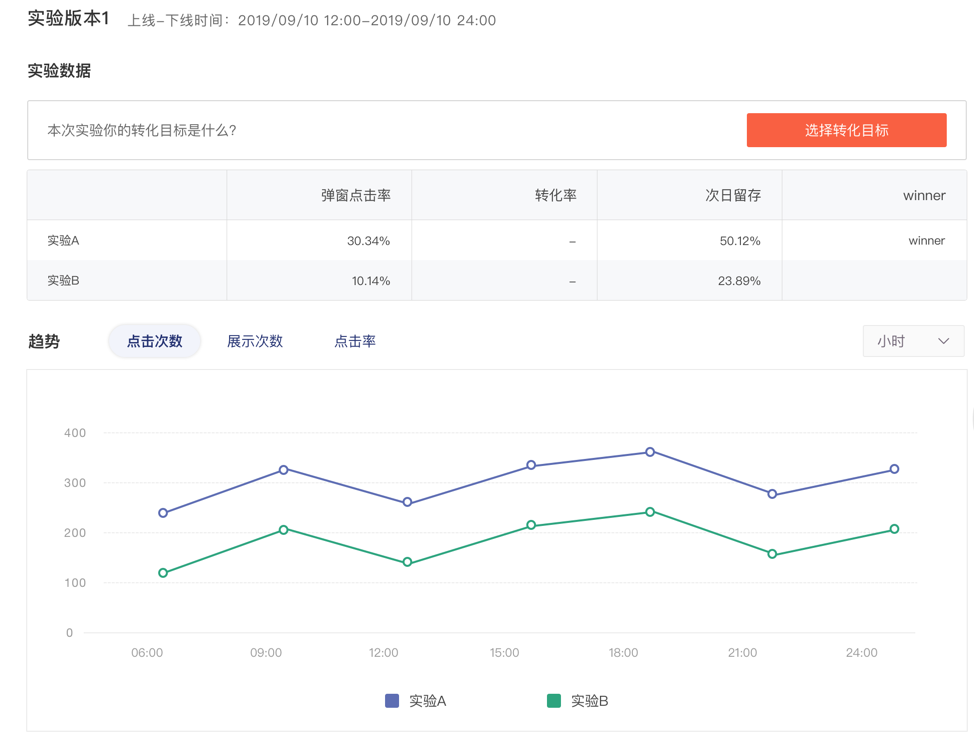 实验版本1 上线-下线时间：2019/09/10 12:00-2019/09/10 24:00
实验数据
本次实验你的转化目标是什么？ 选择转化目标
弹窗点击率 转化率 次日留存 winner
实验A 30.34% – 50.12% winner
实验B 10.14% – 23.89%
趋势 点击次数 展示次数 点击率 小时
400
300
200
100
0
06:00 09:00 12:00 15:00 18:00 21:00 24:00
实验A 实验B